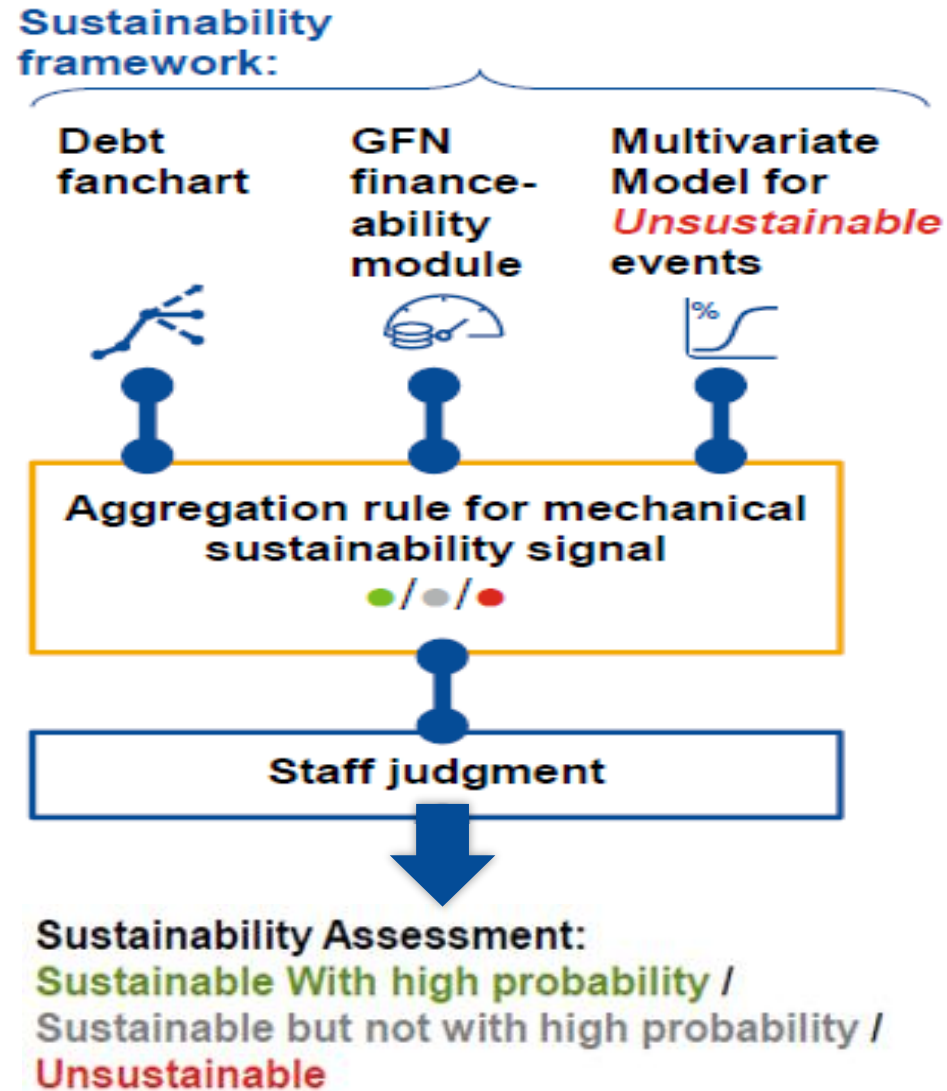 Sustainability
framework:
Debt
fanchart
GFN
finance-
ability
module
Multivariate
Model for
Unsustainable
events
%
Aggregation rule for mechanical
sustainability signal
●/●/●
Staff judgment
Sustainability Assessment:
Sustainable With high probability /
Sustainable but not with high probability /
Unsustainable